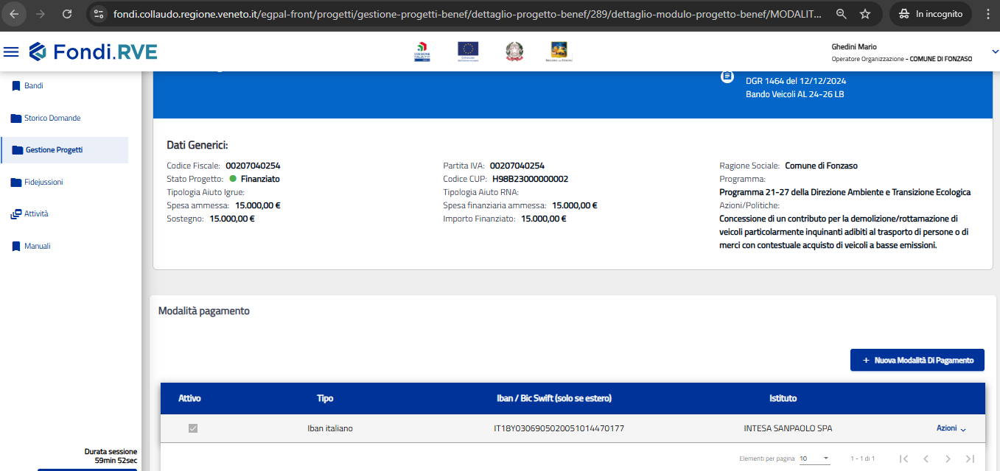 fondi.collaudo.regione.veneto.it/egpal-front/progetti/gestione-progetti-benef/dettaglio-progetto-benef/289/dettaglio-modulo-progetto-benef/MODALIT...
In incognito
Fondi.RVE
Ghedini Mario
Operatore Organizzazione - COMUNE DI FONZASO
Bandi
Storico Domande
Gestione Progetti
Fidejussioni
Attività
Manuali
Durata sessione
59min 52sec
DGR 1464 del 12/12/2024
Bando Veicoli AL 24-26 LB
Dati Generici:
Codice Fiscale: 00207040254
Stato Progetto: Finanziato
Tipologia Aiuto Igrue:
Spesa ammessa: 15.000,00 €
Sostegno: 15.000,00 €
Partita IVA: 00207040254
Codice CUP: H98B23000000002
Tipologia Aiuto RNA:
Spesa finanziaria ammessa: 15.000,00 €
Importo Finanziato: 15.000,00 €
Ragione Sociale: Comune di Fonzaso
Programma:
Programma 21-27 della Direzione Ambiente e Transizione Ecologica
Azioni/Politiche:
Concessione di un contributo per la demolizione/rottamazione di
veicoli particolarmente inquinanti adibiti al trasporto di persone o di
merci con contestuale acquisto di veicoli a basse emissioni.
Modalità pagamento
+ Nuova Modalità Di Pagamento
Attivo Tipo Iban / Bic Swift (solo se estero) Istituto
Iban italiano IT18Y0306905020051014470177 INTESA SANPAOLO SPA Azioni
Elementi per pagina 10 1 - 1 di 1